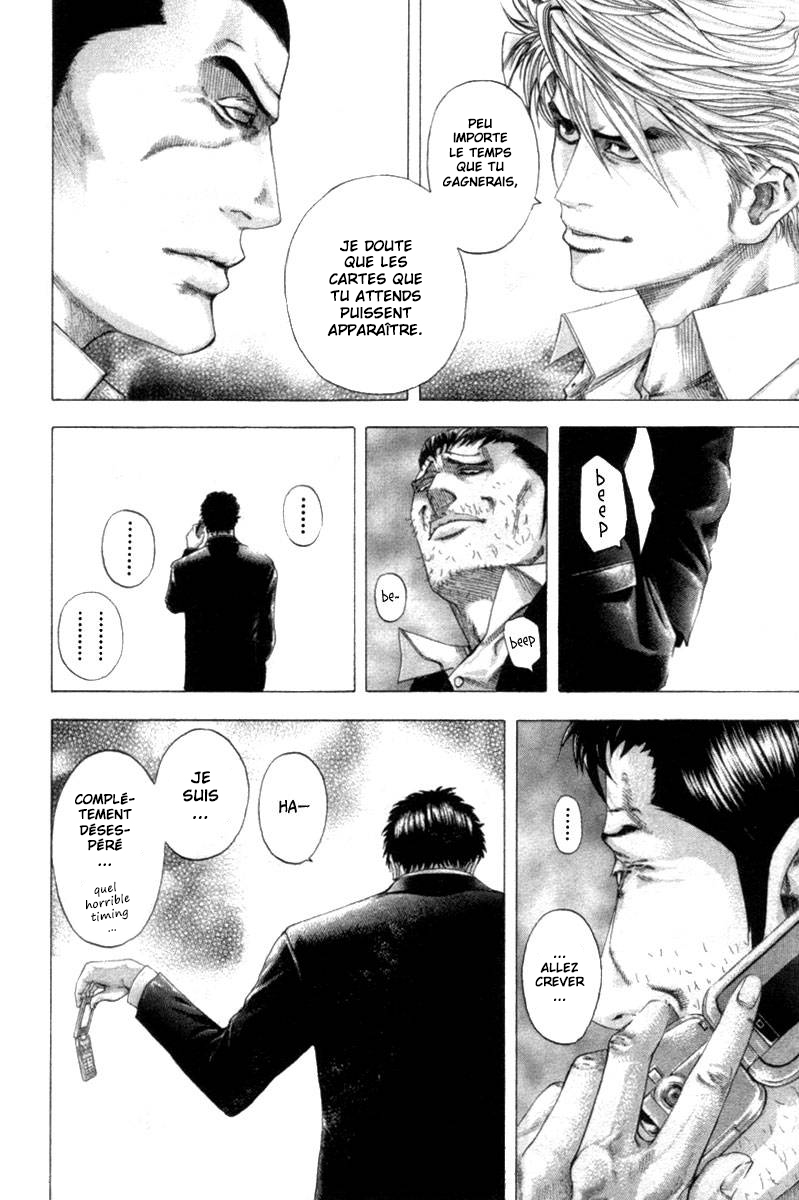 PEU
IMPORTE
LE TEMPS
QUE TU
GAGNERAIS,
JE DOUTE
QUE LES
CARTES QUE
TU ATTENDS
PUISSENT
APPARAÎTRE.
beep
be-
beep
........
........
........ ........
......
...
ALLEZ
CREVER
...
HA—
JE
SUIS
...
COMPLÉ-
TEMENT
DÉSES-
PÉRÉ
...
quel
horrible
timing
...